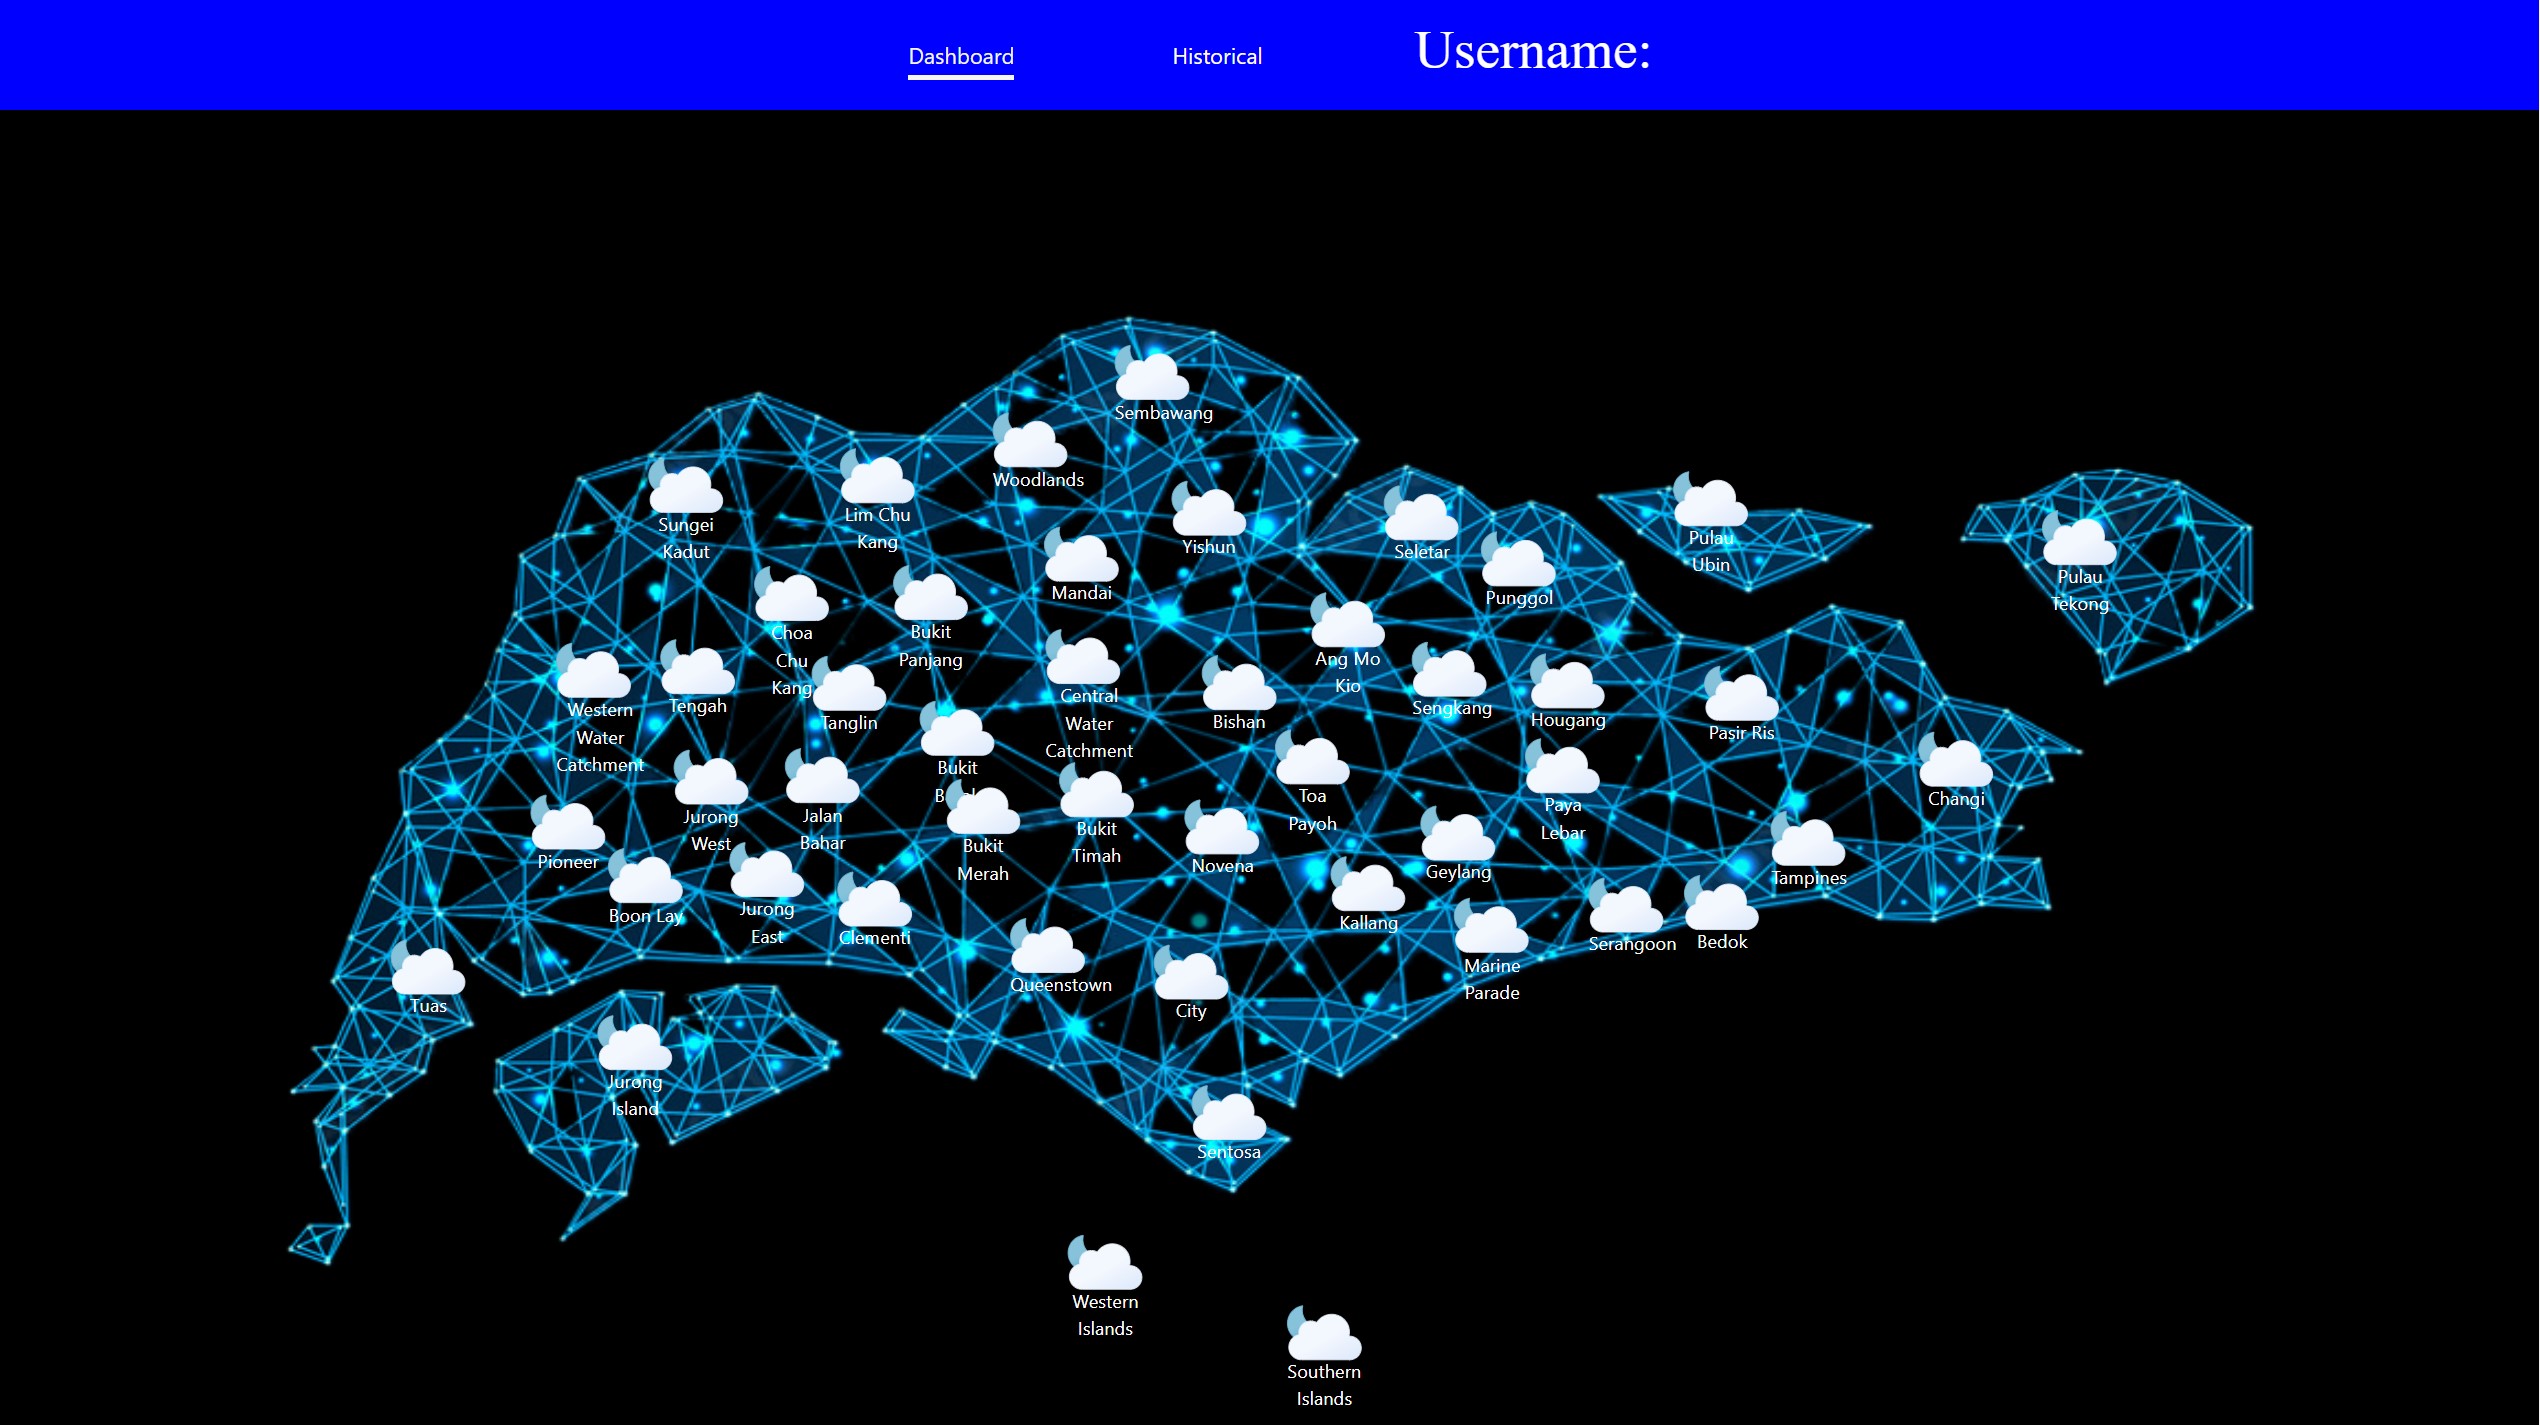 Dashboard
Historical
Username:
Sembawang
Woodlands
Sungei
Kadut
Lim Chu
Kang
Yishun
Seletar
Pulau
Ubin
Mandai
Punggol
Pulau
Tekong
Choa
Chu
Kang
Bukit
Panjang
Ang Mo
Kio
Western
Water
Catchment
Tengah
Tanglin
Central
Water
Catchment
Bishan
Sengkang
Hougang
Pasir Ris
Bukit
Toa
Payoh
Paya
Lebar
Changi
Jurong
West
Jalan
Bahar
Bukit
Merah
Bukit
Timah
Pioneer
Novena
Geylang
Tampines
Boon Lay
Jurong
East
Clementi
Kallang
Marine
Parade
Serangoon
Bedok
Tuas
Queenstown
City
Jurong
Island
Sentosa
Western
Islands
Southern
Islands